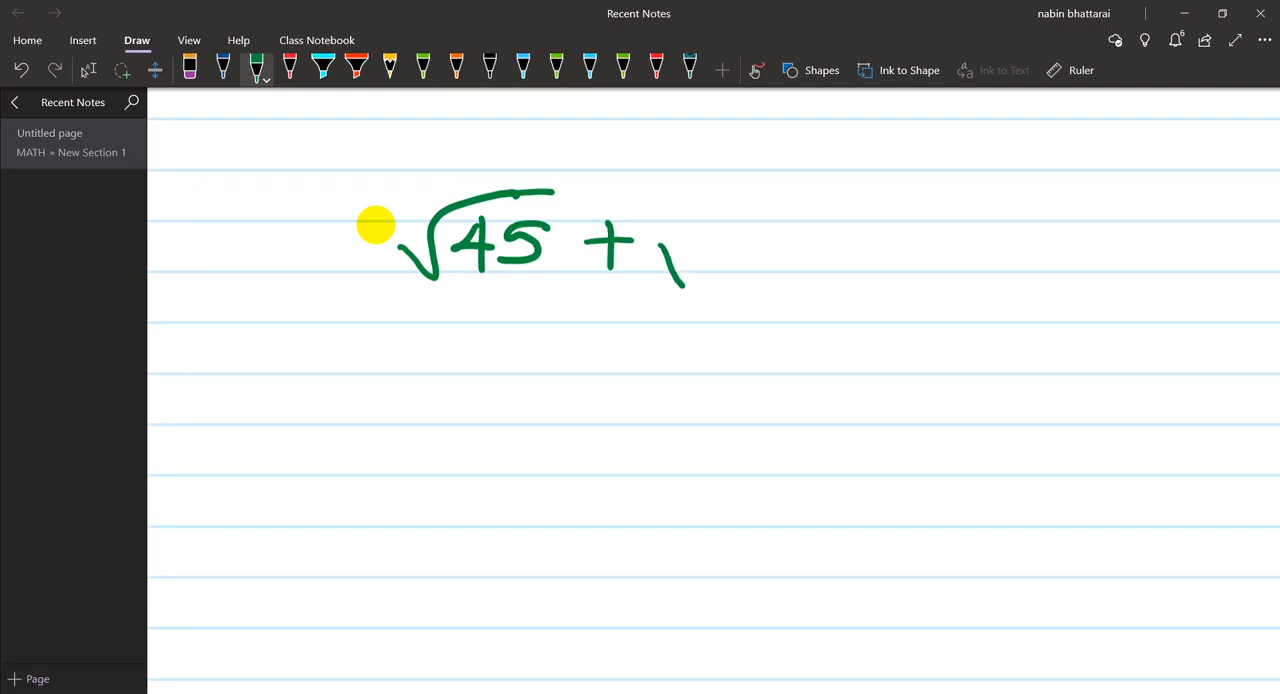 Recent Notes
nabin bhattarai
Home Insert Draw View Help Class Notebook
6
Shapes Ink to Shape Ink to Text Ruler
Recent Notes
Untitled page
MATH » New Section 1
√45 +
Page